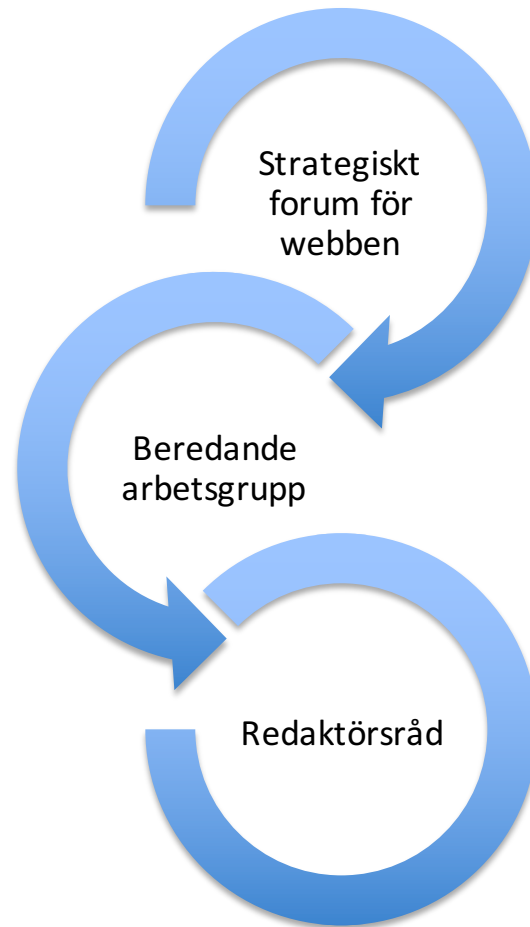 Strategiskt
forum för
webben
Beredande
arbetsgrupp
Redaktörsråd